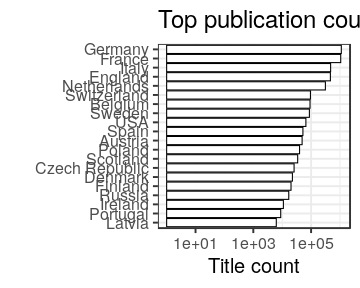 Top publication cou
Germany
France
Italy
England
Netherlands
Switzerland
Belgium
Sweden
USA
Spain
Austria
Poland
Scotland
Czech Republic
Denmark
Finland
Russia
Ireland
Portugal
Latvia
1e+01 1e+03 1e+05
Title count